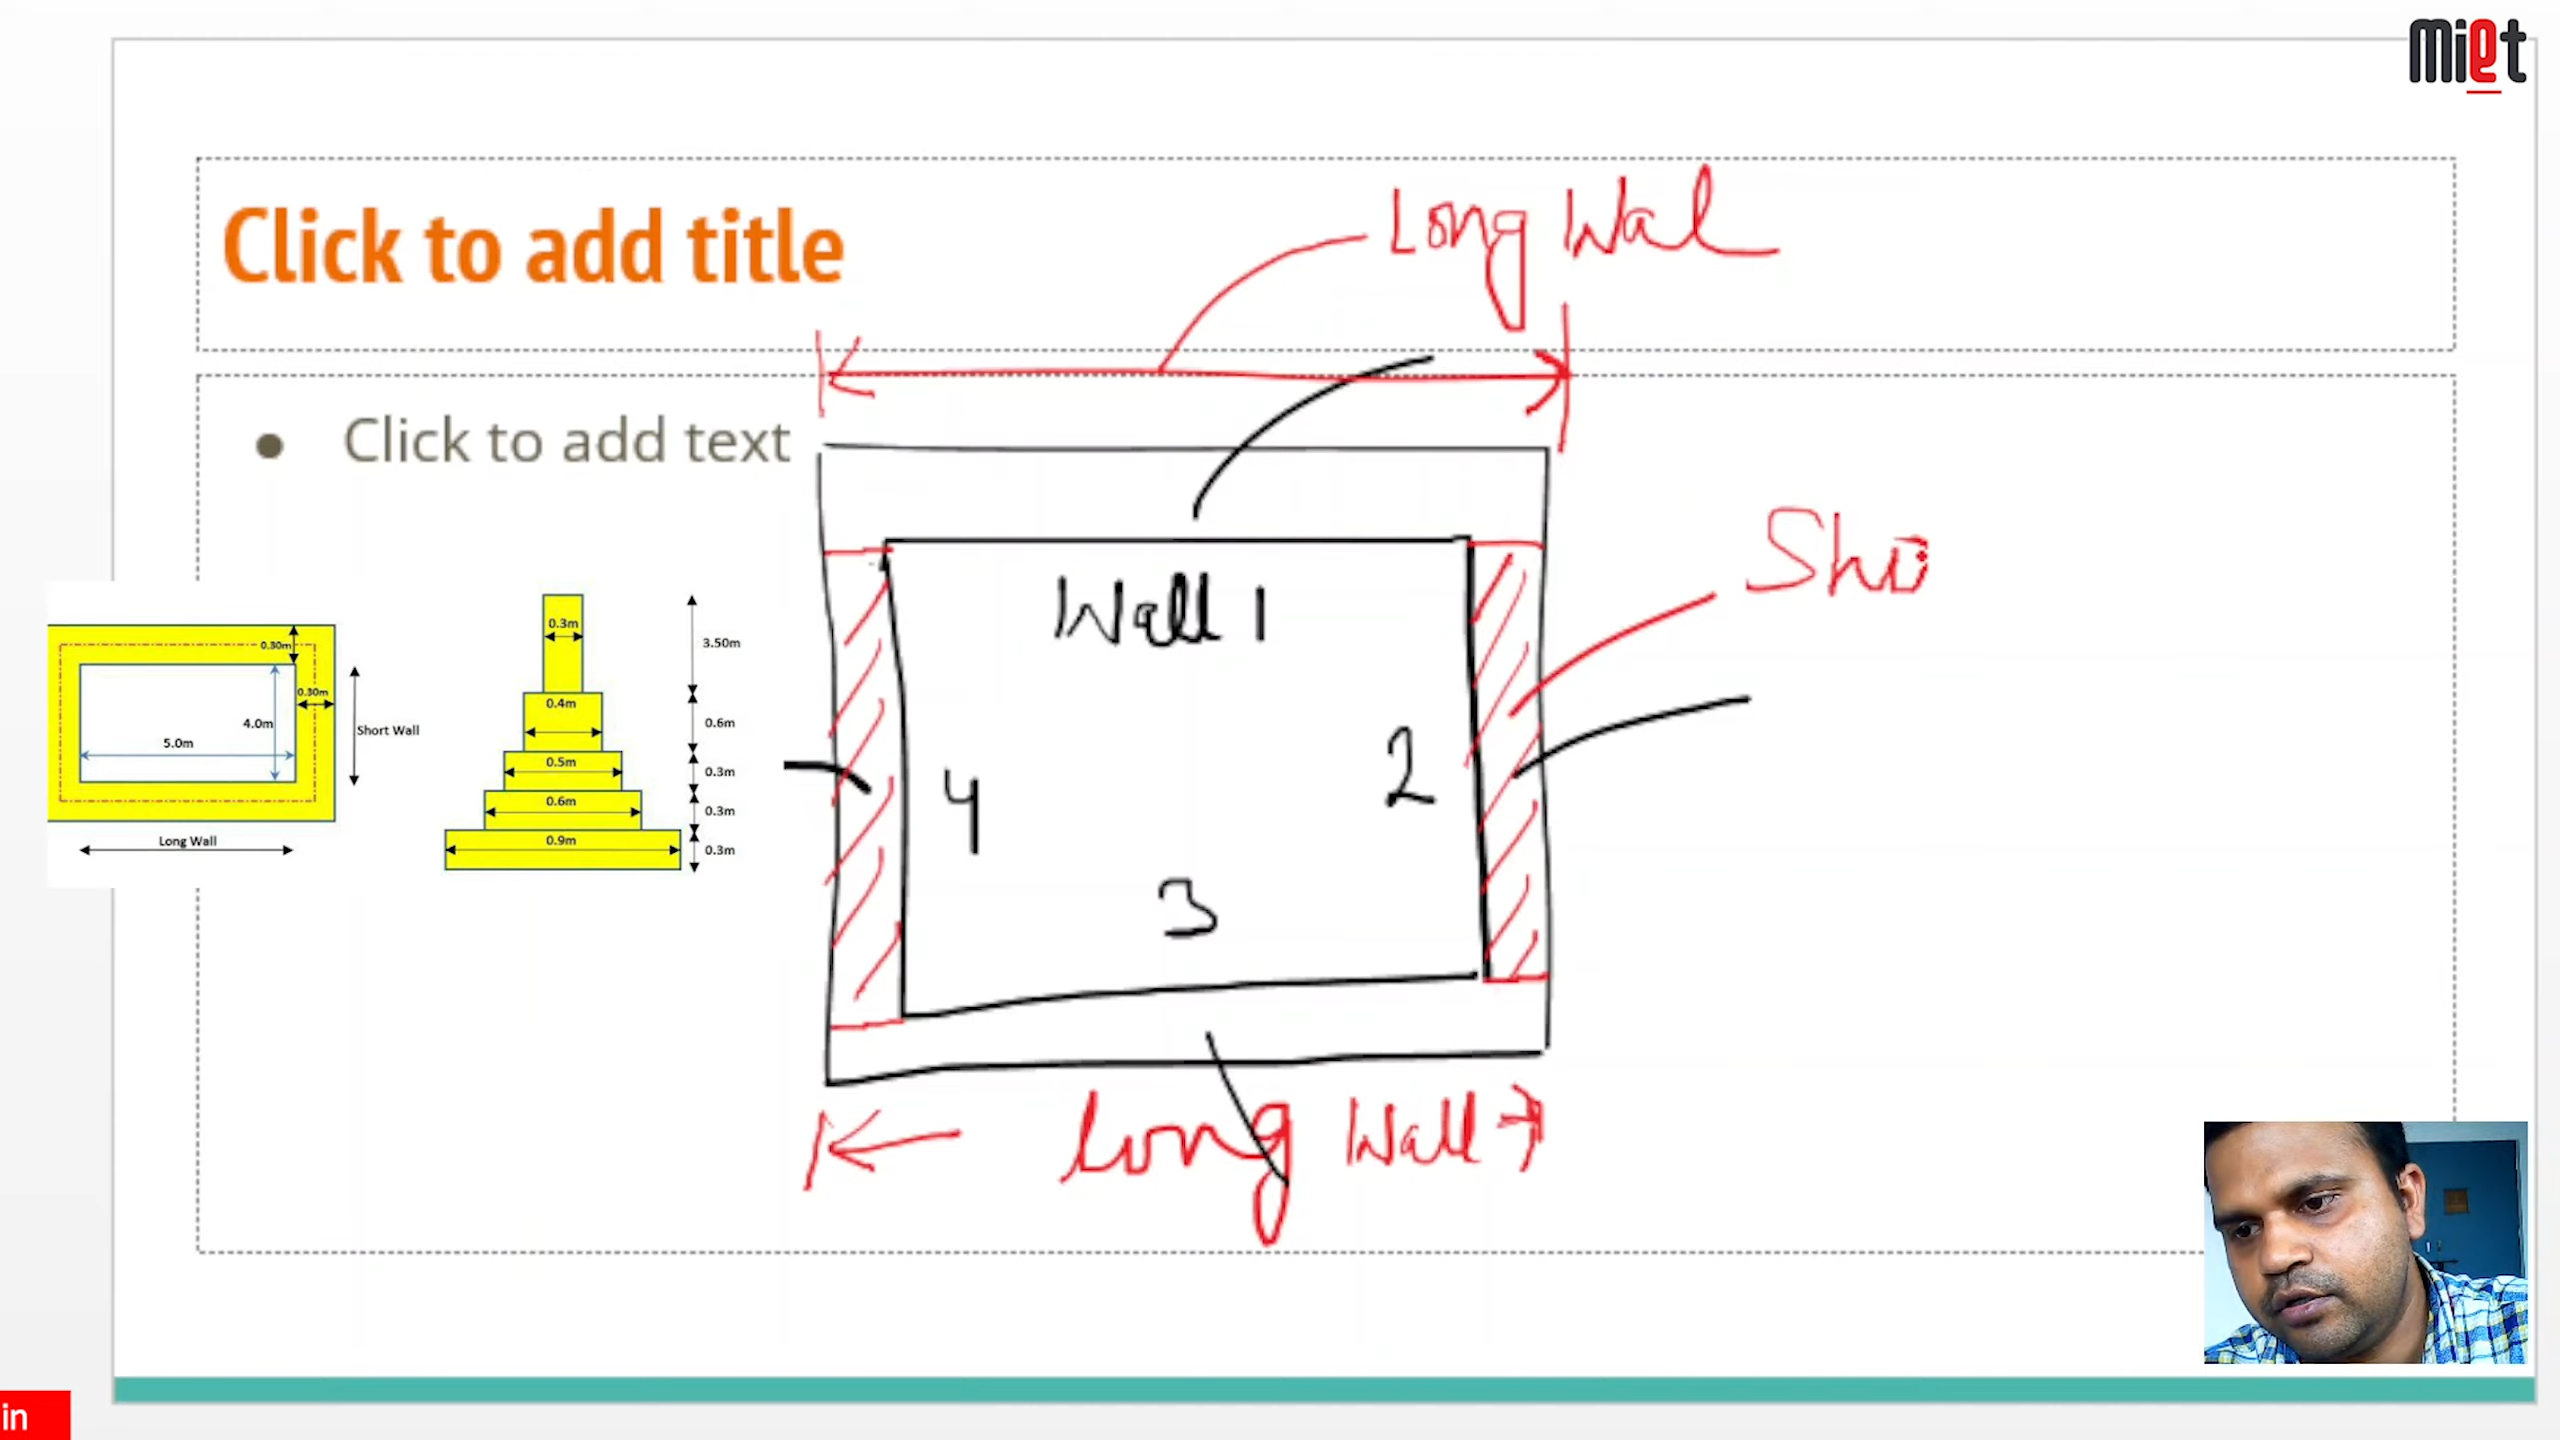 miet
Long Wal
Click to add title
Click to add text
Sho
Wall 1
0.30m
0.30m
4.0m
5.0m
Short Wall
Long Wall
0.3m
3.50m
0.4m
0.6m
0.5m
0.3m
0.6m
0.3m
0.9m
0.3m
4
2
3
Long Wall
in